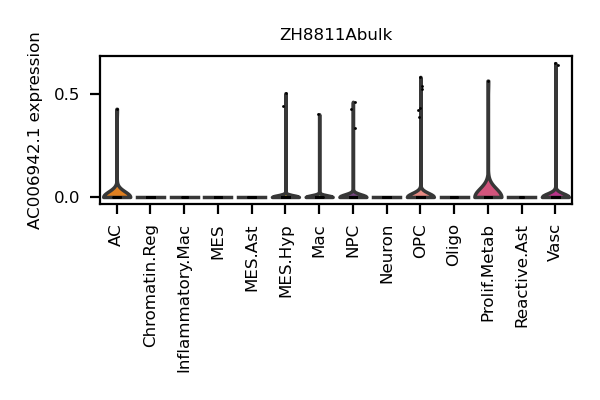 ZH8811Abulk
AC006942.1 expression
0.5
0.0
AC
Chromatin.Reg
Inflammatory.Mac
MES
MES.Ast
MES.Hyp
Mac
NPC
Neuron
OPC
Oligo
Prolif.Metab
Reactive.Ast
Vasc